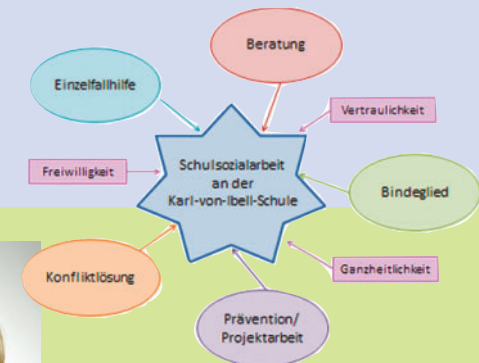 Beratung
Einzelfallhilfe
Vertraulichkeit
Freiwilligkeit
Schulsozialarbeit
an der
Karl-von-Ibell-Schule
Bindeglied
Konfliktlösung
Ganzheitlichkeit
Prävention/
Projektarbeit